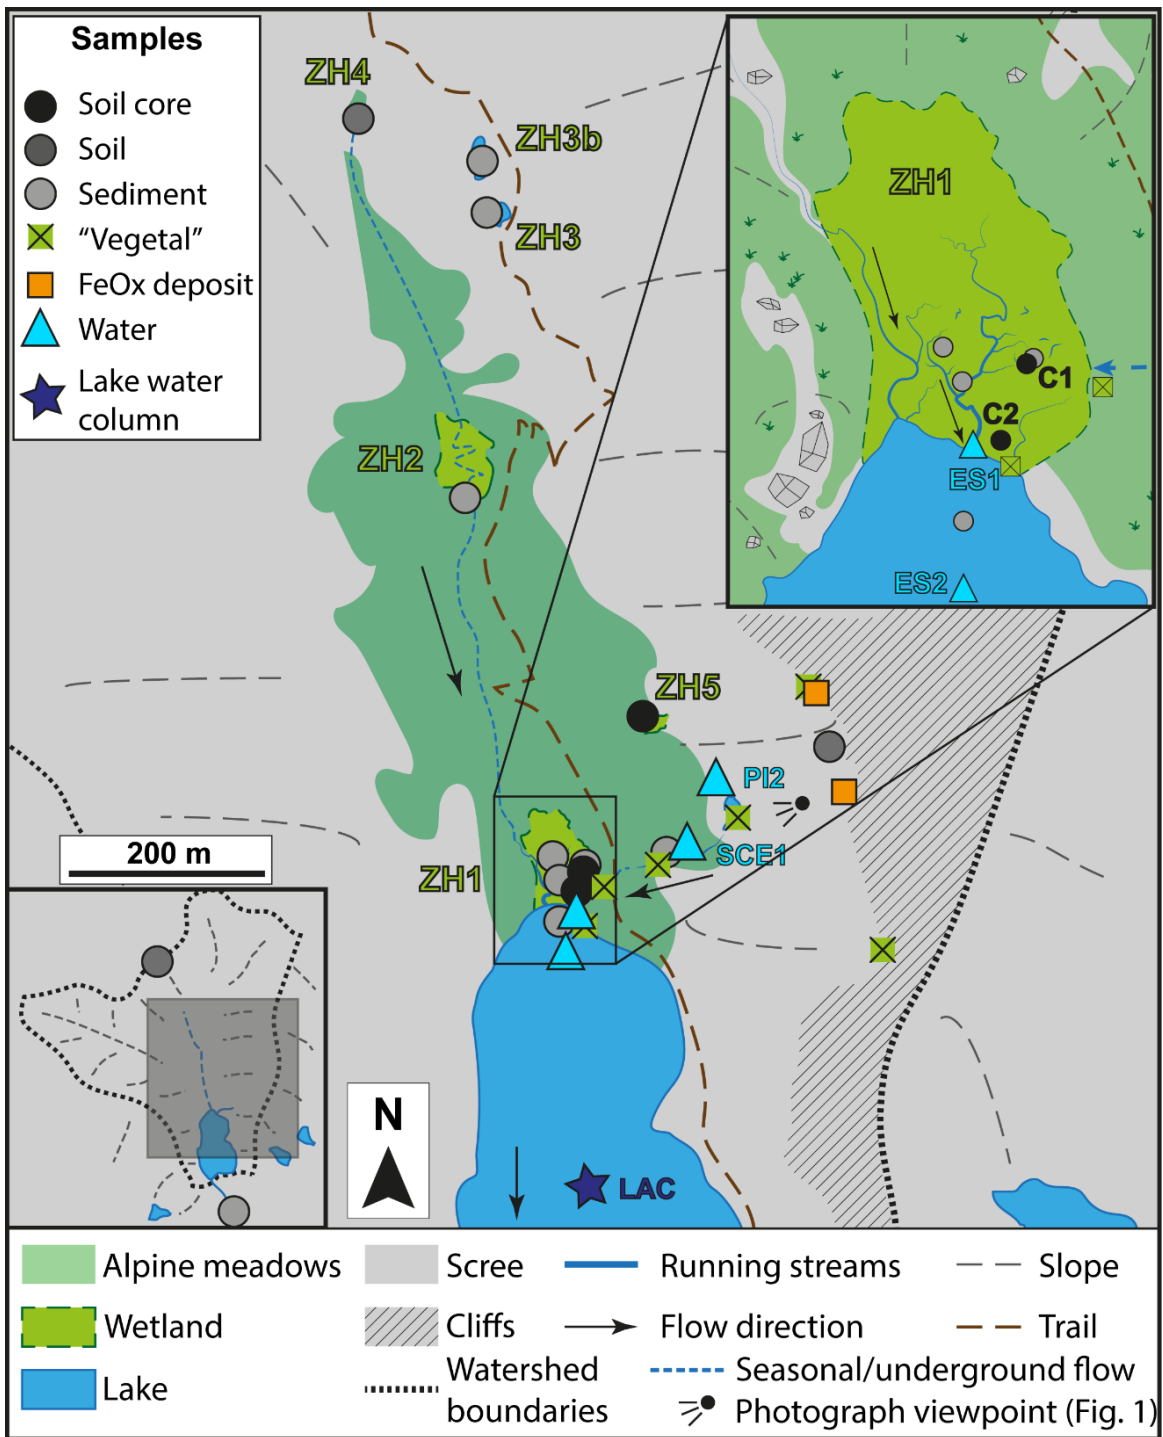 Samples
Soil core
Soil
Sediment
“Vegetal”
FeOx deposit
Water
Lake water
column
ZH4
ZH3b
ZH3
ZH2
ZH1
C1
C2
ES1
ES2
ZH5
PI2
SCE1
ZH1
200 m
N
LAC
Alpine meadows
Scree
Running streams
Slope
Wetland
Cliffs
Flow direction
Trail
Lake
Watershed
boundaries
Seasonal/underground flow
Photograph viewpoint (Fig. 1)